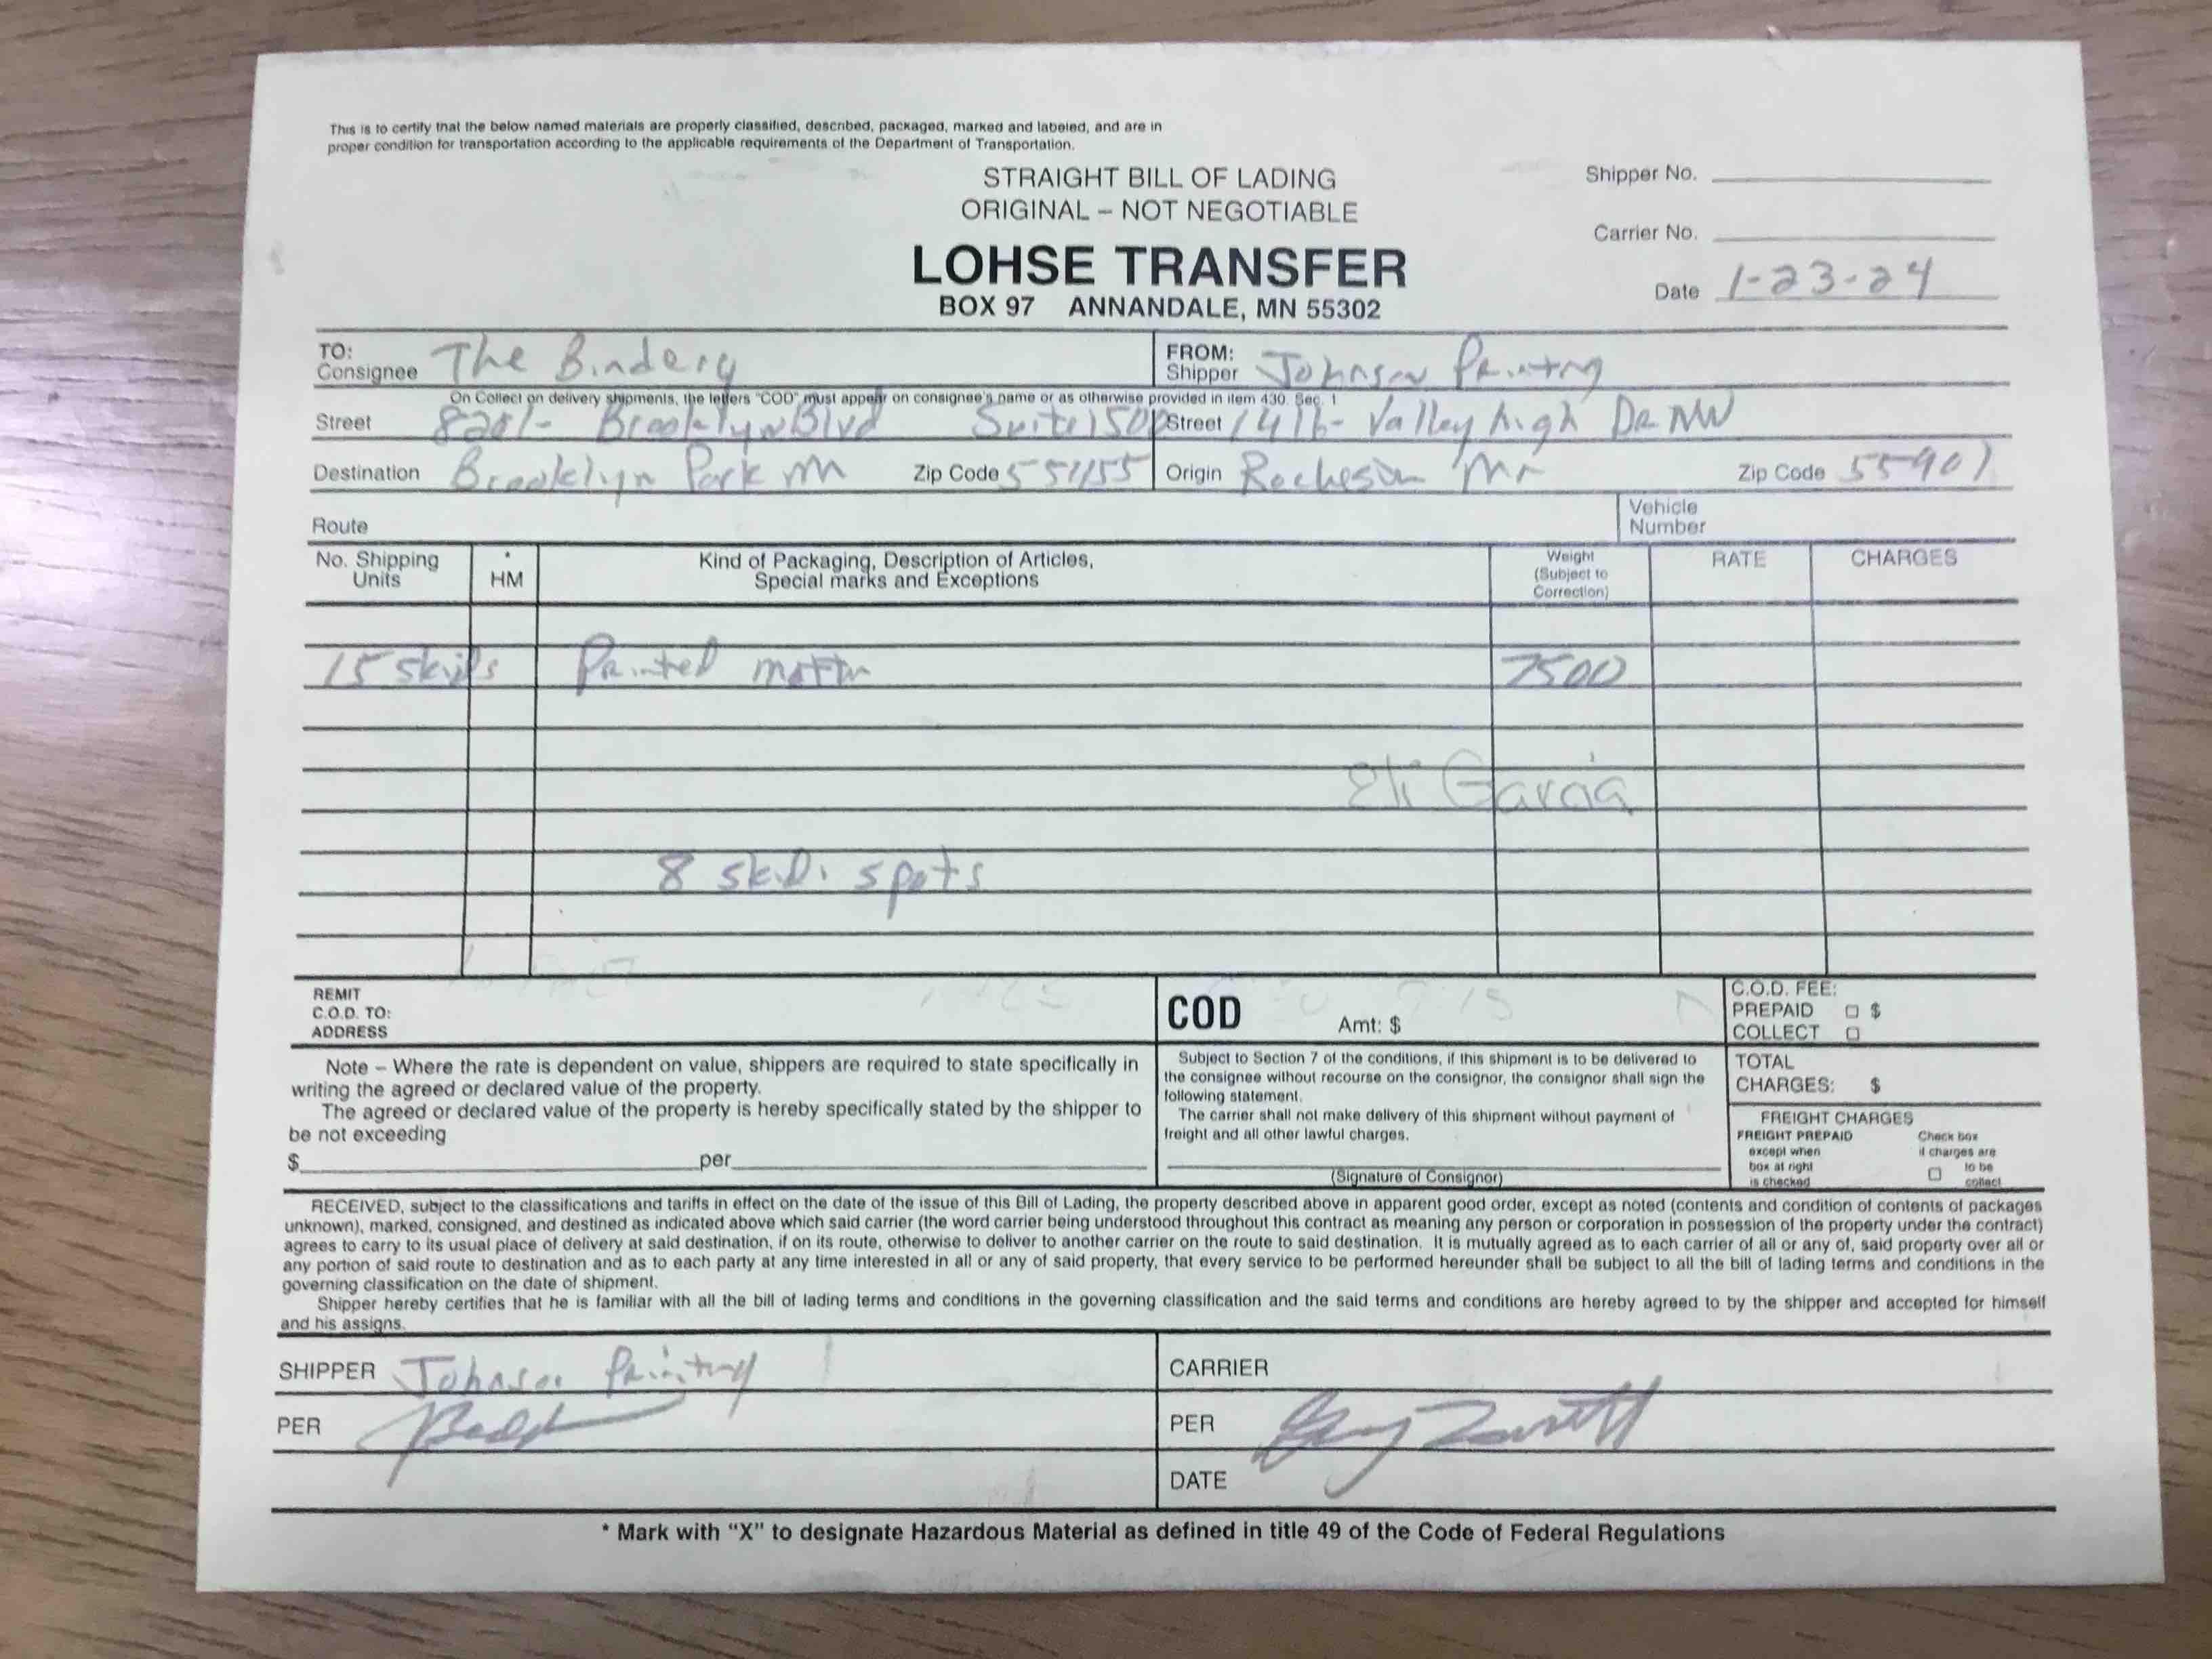 This is to certify that the below named materials are properly classified, described, packaged, marked and labeled, and are in
proper condition for transportation according to the applicable requirements of the Department of Transportation.
STRAIGHT BILL OF LADING
ORIGINAL – NOT NEGOTIABLE
LOHSE TRANSFER
BOX 97 ANNANDALE, MN 55302
Shipper No.
Carrier No.
Date 1-23-24
TO: Consignee The Bindery
FROM: Shipper Johnson Printing
On Collect on delivery shipments, the letters "COD" must appear on consignee's name or as otherwise provided in item 430. Sec. 1
Street 8201- Brooklyn Blvd Suite 150
Street 1416- Valley high Dr NW
Destination Brooklyn Park Zip Code
Origin Zip Code 55901
Route
Vehicle Number
No. Shipping Units
* HM
Kind of Packaging, Description of Articles,
Special marks and Exceptions
Weight (Subject to Correction)
RATE
CHARGES
15 skids Printed 7500
Eli Garcia
8 spots
REMIT
C.O.D. TO:
ADDRESS
COD Amt: $
C.O.D. FEE:
PREPAID □ $
COLLECT □
Note – Where the rate is dependent on value, shippers are required to state specifically in
writing the agreed or declared value of the property.
The agreed or declared value of the property is hereby specifically stated by the shipper to
be not exceeding
$ per
Subject to Section 7 of the conditions, if this shipment is to be delivered to
the consignee without recourse on the consignor, the consignor shall sign the
following statement.
The carrier shall not make delivery of this shipment without payment of
freight and all other lawful charges.
(Signature of Consignor)
TOTAL
CHARGES: $
FREIGHT CHARGES
FREIGHT PREPAID
except when
box at right
is checked
Check box
if charges are
□ to be
collect
RECEIVED, subject to the classifications and tariffs in effect on the date of the issue of this Bill of Lading, the property described above in apparent good order, except as noted (contents and condition of contents of packages
unknown), marked, consigned, and destined as indicated above which said carrier (the word carrier being understood throughout this contract as meaning any person or corporation in possession of the property under the contract)
agrees to carry to its usual place of delivery at said destination, if on its route, otherwise to deliver to another carrier on the route to said destination. It is mutually agreed as to each carrier of all or any of, said property over all or
any portion of said route to destination and as to each party at any time interested in all or any of said property, that every service to be performed hereunder shall be subject to all the bill of lading terms and conditions in the
governing classification on the date of shipment.
Shipper hereby certifies that he is familiar with all the bill of lading terms and conditions in the governing classification and the said terms and conditions are hereby agreed to by the shipper and accepted for himself
and his assigns.
SHIPPER Johnson Printing
CARRIER
PER
PER
DATE
* Mark with "X" to designate Hazardous Material as defined in title 49 of the Code of Federal Regulations